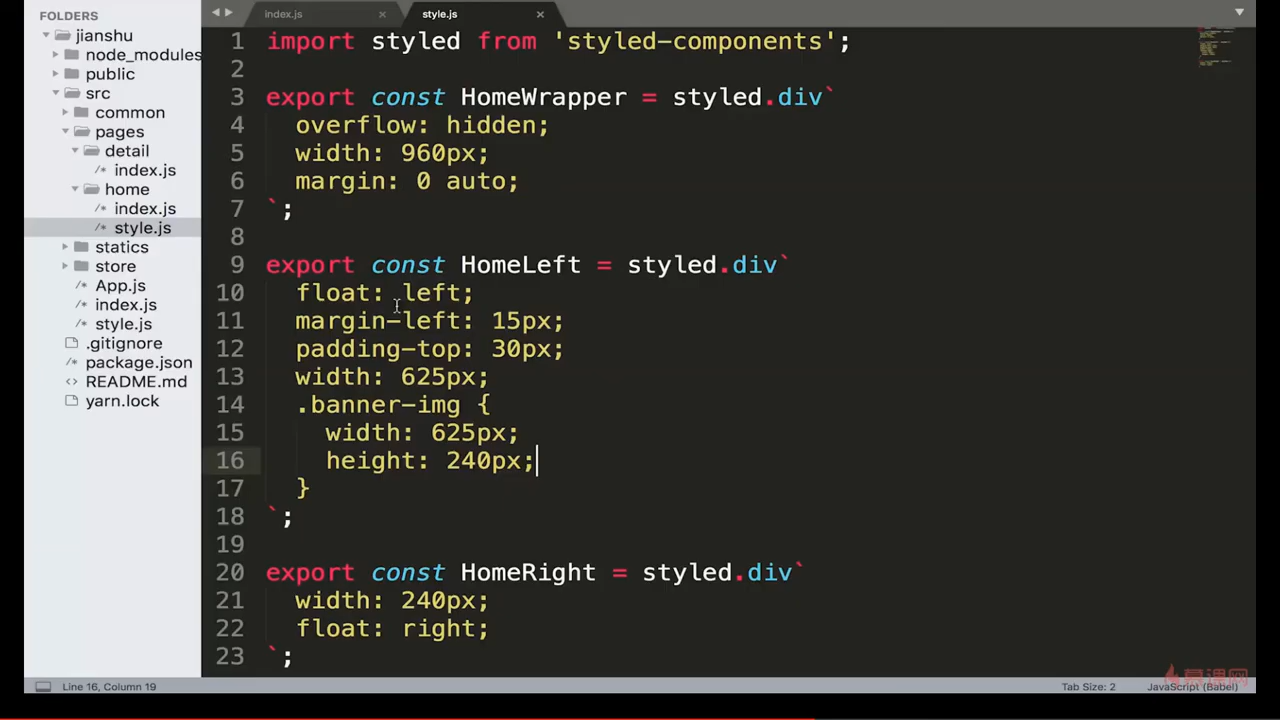 FOLDERS
jianshu
node_modules
public
src
common
pages
detail
index.js
home
index.js
style.js
statics
store
App.js
index.js
style.js
.gitignore
package.json
README.md
yarn.lock
index.js
style.js
1 import styled from 'styled-components';
2
3 export const HomeWrapper = styled.div`
4   overflow: hidden;
5   width: 960px;
6   margin: 0 auto;
7 `;
8
9 export const HomeLeft = styled.div`
10   float: left;
11   margin-left: 15px;
12   padding-top: 30px;
13   width: 625px;
14   .banner-img {
15     width: 625px;
16     height: 240px;
17   }
18 `;
19
20 export const HomeRight = styled.div`
21   width: 240px;
22   float: right;
23 `;
慕课网
Line 16, Column 19
Tab Size: 2
JavaScript (Babel)